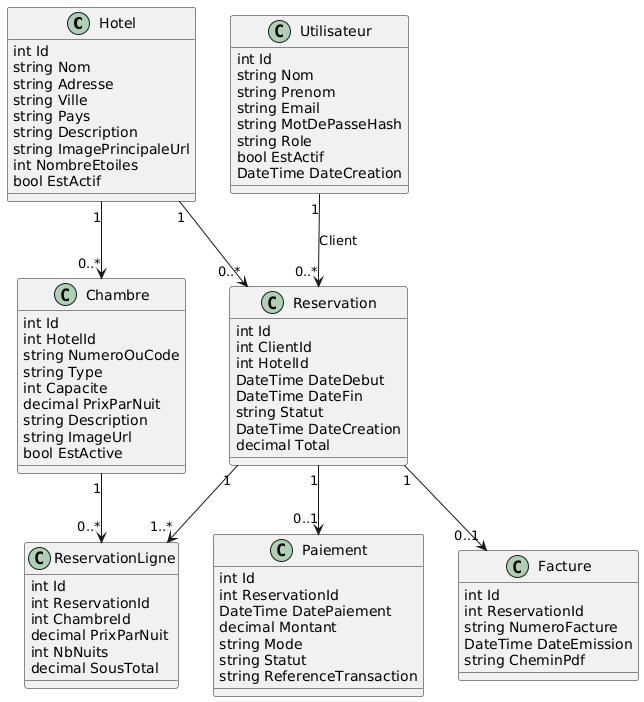 C Hotel
int Id
string Nom
string Adresse
string Ville
string Pays
string Description
string ImagePrincipaleUrl
int NombreEtoiles
bool EstActif
C Utilisateur
int Id
string Nom
string Prenom
string Email
string MotDePasseHash
string Role
bool EstActif
DateTime DateCreation
1
0..*
1
0..*
1
Client
0..*
C Chambre
int Id
int HotelId
string NumeroOuCode
string Type
int Capacite
decimal PrixParNuit
string Description
string ImageUrl
bool EstActive
C Reservation
int Id
int ClientId
int HotelId
DateTime DateDebut
DateTime DateFin
string Statut
DateTime DateCreation
decimal Total
1
0..*
1
1..*
1
0..1
1
0..1
C ReservationLigne
int Id
int ReservationId
int ChambreId
decimal PrixParNuit
int NbNuits
decimal SousTotal
C Paiement
int Id
int ReservationId
DateTime DatePaiement
decimal Montant
string Mode
string Statut
string ReferenceTransaction
C Facture
int Id
int ReservationId
string NumeroFacture
DateTime DateEmission
string CheminPdf